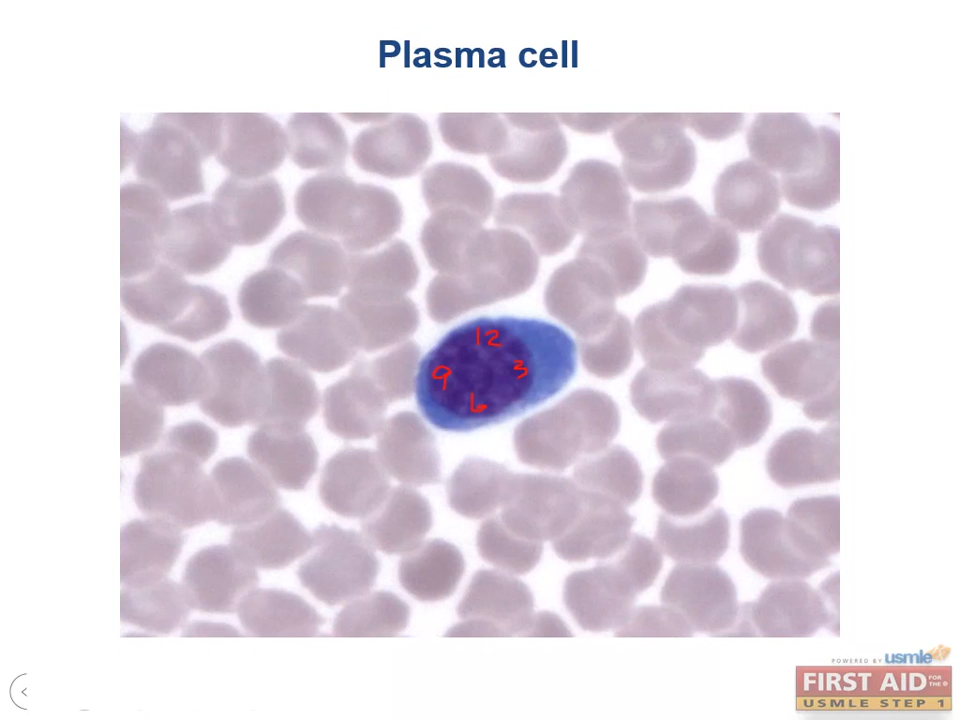 Plasma cell
12
9 3
6
POWERED BY usmle
FIRST AID FOR THE
USMLE STEP 1